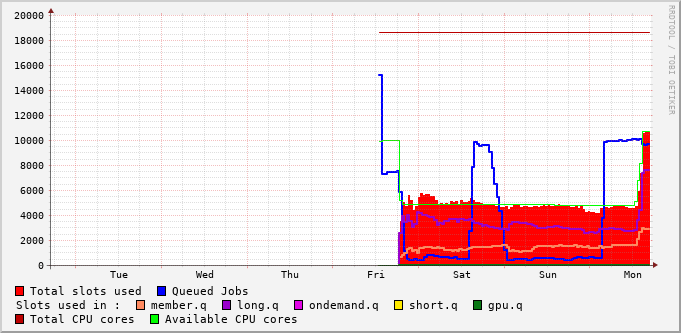 20000
18000
16000
14000
12000
10000
8000
6000
4000
2000
0
Tue Wed Thu Fri Sat Sun Mon
Total slots used Queued Jobs
Slots used in : member.q long.q ondemand.q short.q gpu.q
Total CPU cores Available CPU cores
RRDTOOL / TOBI OETIKER